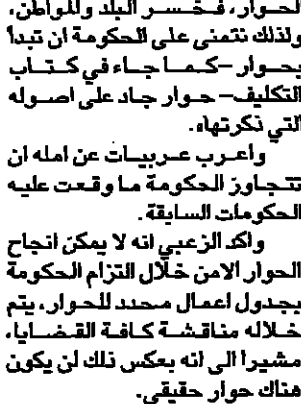 الحوار، فخسر البلد والمواطن،
ولذلك نتمنى على الحكومة ان تبدأ
بحوار -كما جاء في كتاب
التكليف- حوار جاد على اصوله
التي ذكرتها».
واعرب عربيات عن امله ان
تتجاوز الحكومة ما وقعت عليه
الحكومات السابقة.
واكد الزعبي انه لا يمكن انجاح
الحوار الامن خلال التزام الحكومة
بجدول اعمال محدد للحوار، يتم
خلاله مناقشة كافة القضايا،
مشيرا الى انه بعكس ذلك لن يكون
هناك حوار حقيقي.